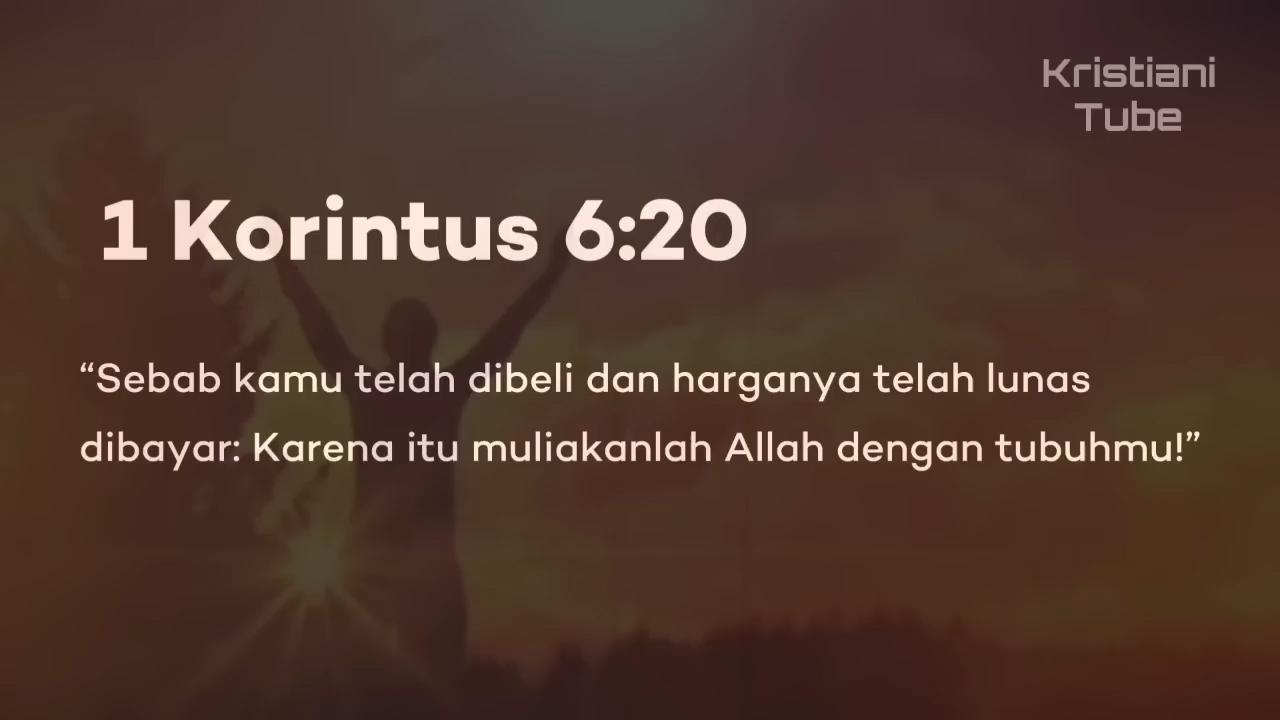 Kristiani
Tube
1 Korintus 6:20
“Sebab kamu telah dibeli dan harganya telah lunas
dibayar: Karena itu muliakanlah Allah dengan tubuhmu!”